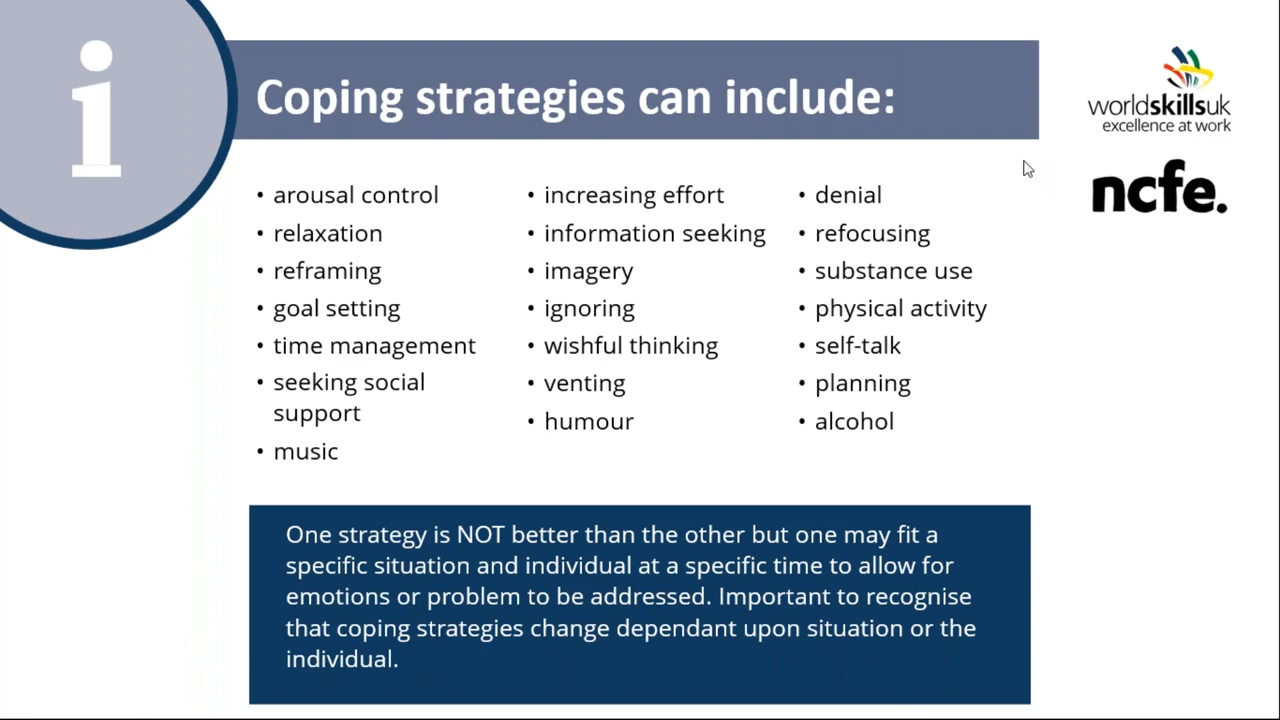 i
Coping strategies can include:
worldskillsuk
excellence at work
ncfe.
• arousal control
• relaxation
• reframing
• goal setting
• time management
• seeking social
support
• music
• increasing effort
• information seeking
• imagery
• ignoring
• wishful thinking
• venting
• humour
• denial
• refocusing
• substance use
• physical activity
• self-talk
• planning
• alcohol
One strategy is NOT better than the other but one may fit a
specific situation and individual at a specific time to allow for
emotions or problem to be addressed. Important to recognise
that coping strategies change dependant upon situation or the
individual.